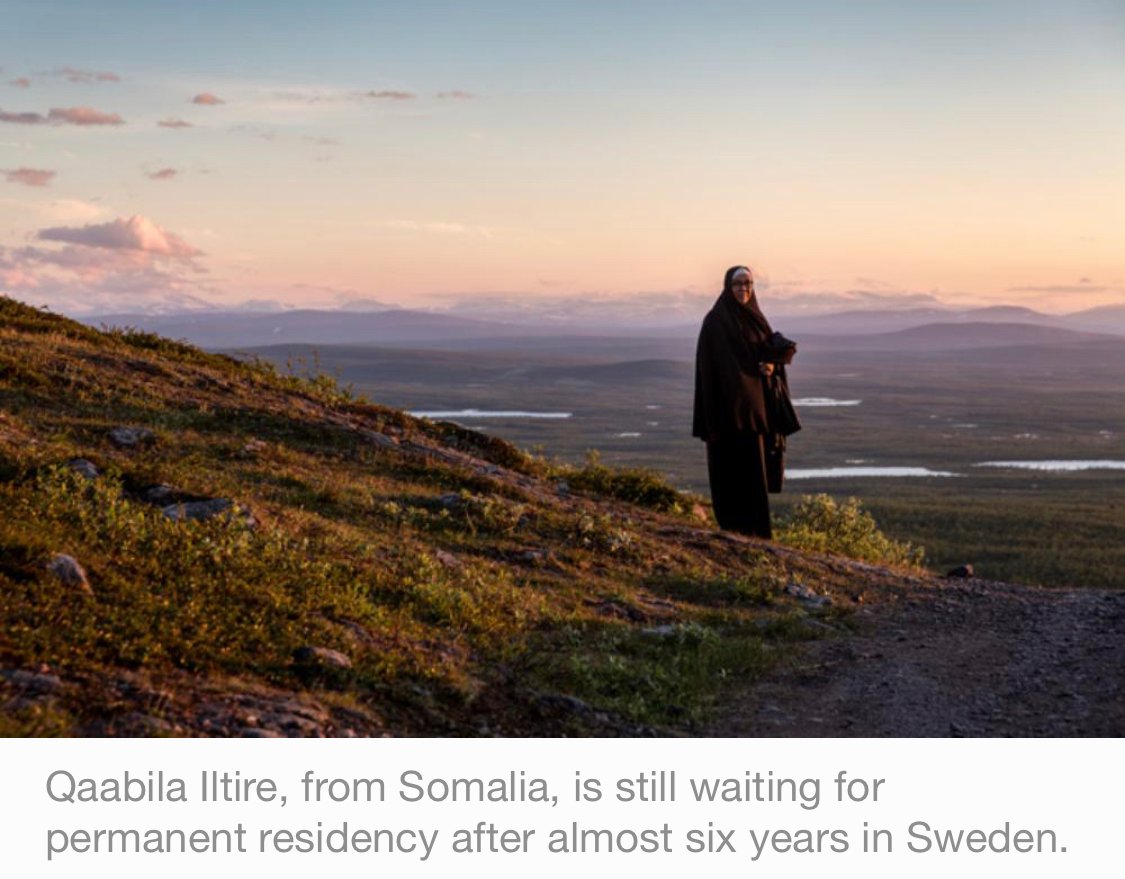 Qaabila Iltire, from Somalia, is still waiting for
permanent residency after almost six years in Sweden.